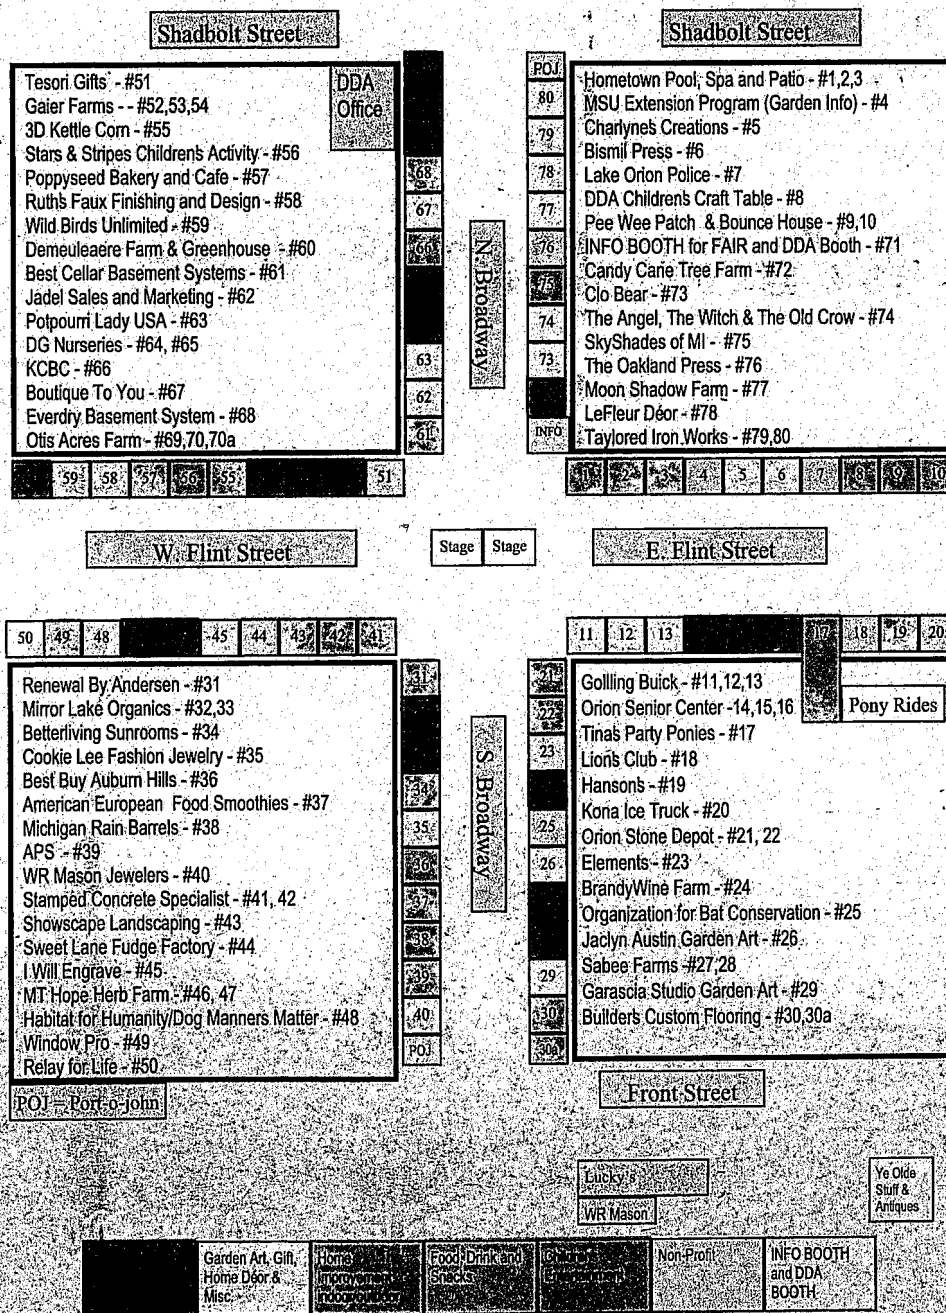 Shadbolt Street
Shadbolt Street
Tesori Gifts - #51
Gaier Farms - - #52,53,54
3D Kettle Corn - #55
Stars & Stripes Children's Activity - #56
Poppyseed Bakery and Cafe - #57
Ruth's Faux Finishing and Design - #58
Wild Birds Unlimited - #59
Demeuleaere Farm & Greenhouse - #60
Best Cellar Basement Systems - #61
Jadel Sales and Marketing - #62
Potpourri Lady USA - #63
DG Nurseries - #64, #65
KCBC - #66
Boutique To You - #67
Everdry Basement System - #68
Otis Acres Farm - #69,70,70a
DDA
Office
68
67
66
63
62
61
59 58 57 56 55 51
N. Broadway
POJ
80
79
78
77
76
75
74
73
INFO
Hometown Pool, Spa and Patio - #1,2,3
MSU Extension Program (Garden Info) - #4
Charlyne's Creations - #5
Bismil Press - #6
Lake Orion Police - #7
DDA Children's Craft Table - #8
Pee Wee Patch & Bounce House - #9,10
INFO BOOTH for FAIR and DDA Booth - #71
Candy Cane Tree Farm - #72
Clo Bear - #73
The Angel, The Witch & The Old Crow - #74
SkyShades of MI - #75
The Oakland Press - #76
Moon Shadow Farm - #77
LeFleur Déor - #78
Taylored Iron Works - #79,80
1 2 3 4 5 6 7 8 9 10
W. Flint Street
Stage Stage
E. Flint Street
50 49 48 45 44 43 42 41
Renewal By Andersen - #31
Mirror Lake Organics - #32,33
Betterliving Sunrooms - #34
Cookie Lee Fashion Jewelry - #35
Best Buy Auburn Hills - #36
American European Food Smoothies - #37
Michigan Rain Barrels - #38
APS - #39
WR Mason Jewelers - #40
Stamped Concrete Specialist - #41, 42
Showscape Landscaping - #43
Sweet Lane Fudge Factory - #44
I Will Engrave - #45
MT Hope Herb Farm - #46, 47
Habitat for Humanity/Dog Manners Matter - #48
Window Pro - #49
Relay for Life - #50
31
34
35
36
37
38
39
40
POJ
S. Broadway
11 12 13 17 18 19 20
21
22
23
25
26
29
30
30a
Gollling Buick - #11,12,13
Orion Senior Center -14,15,16
Tina's Party Ponies - #17
Lion's Club - #18
Hanson's - #19
Kona Ice Truck - #20
Orion Stone Depot - #21, 22
Elements - #23
BrandyWine Farm - #24
Organization for Bat Conservation - #25
Jaclyn Austin Garden Art - #26
Sabee Farms -#27,28
Garascia Studio Garden Art - #29
Builders Custom Flooring - #30,30a
Pony Rides
POJ = Port-o-john
Front Street
Lucky's
WR Mason
Ye Olde
Stuff &
Antiques
Garden Art, Gift,
Home Déor &
Misc.
Home
Improvement
Indoor/outdoor
Food, Drink and
Snacks
Children's
Entertainment
Non-Profit
INFO BOOTH
and DDA
BOOTH